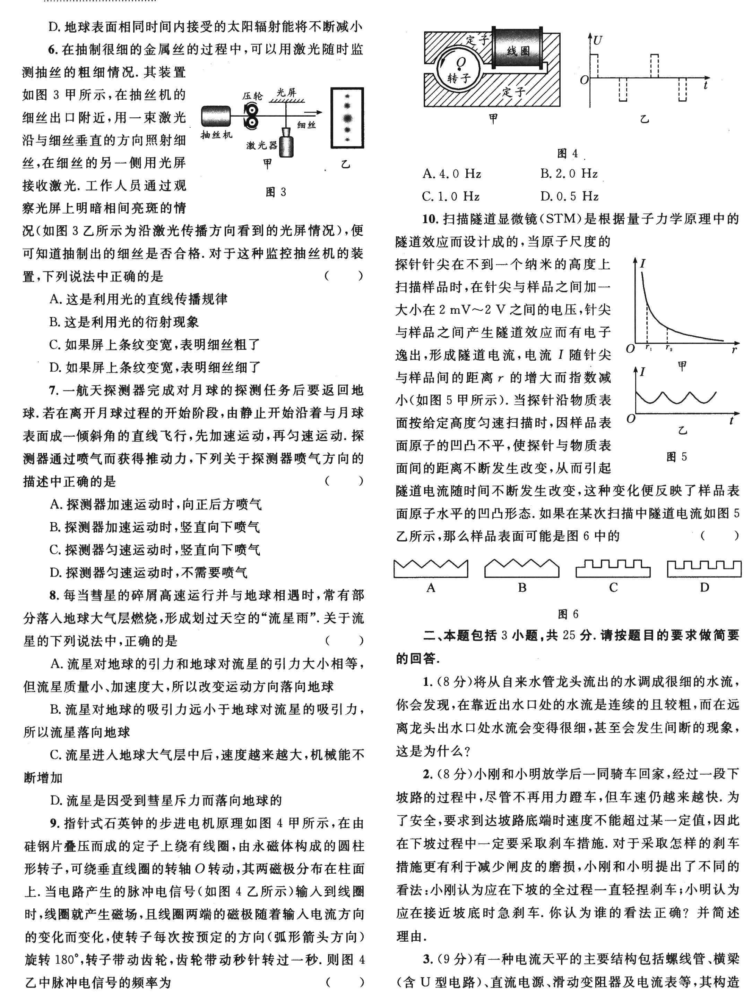 D. 地球表面相同时间内接受的太阳辐射能将不断减小
6. 在抽制很细的金属丝的过程中,可以用激光随时监
测抽丝的粗细情况. 其装置
如图 3 甲所示,在抽丝机的
细丝出口附近,用一束激光
沿与细丝垂直的方向照射细
丝,在细丝的另一侧用光屏
接收激光. 工作人员通过观
察光屏上明暗相间亮斑的情
压轮
光屏
抽丝机
细丝
激光器
甲
乙
图 3
况(如图 3 乙所示为沿激光传播方向看到的光屏情况),便
可知道抽制出的细丝是否合格. 对于这种监控抽丝机的装
置,下列说法中正确的是 ( )
A. 这是利用光的直线传播规律
B. 这是利用光的衍射现象
C. 如果屏上条纹变宽,表明细丝粗了
D. 如果屏上条纹变宽,表明细丝细了
7. 一航天探测器完成对月球的探测任务后要返回地
球. 若在离开月球过程的开始阶段,由静止开始沿着与月球
表面成一倾斜角的直线飞行,先加速运动,再匀速运动. 探
测器通过喷气而获得推动力,下列关于探测器喷气方向的
描述中正确的是 ( )
A. 探测器加速运动时,向正后方喷气
B. 探测器加速运动时,竖直向下喷气
C. 探测器匀速运动时,竖直向下喷气
D. 探测器匀速运动时,不需要喷气
8. 每当彗星的碎屑高速运行并与地球相遇时,常有部
分落入地球大气层燃烧,形成划过天空的“流星雨”. 关于流
星的下列说法中,正确的是 ( )
A. 流星对地球的引力和地球对流星的引力大小相等,
但流星质量小、加速度大,所以改变运动方向落向地球
B. 流星对地球的吸引力远小于地球对流星的吸引力,
所以流星落向地球
C. 流星进入地球大气层中后,速度越来越大,机械能不
断增加
D. 流星是因受到彗星斥力而落向地球的
9. 指针式石英钟的步进电机原理如图 4 甲所示,在由
硅钢片叠压而成的定子上绕有线圈,由永磁体构成的圆柱
形转子,可绕垂直线圈的转轴 O 转动,其两磁极分布在柱面
上. 当电路产生的脉冲电信号(如图 4 乙所示)输入到线圈
时,线圈就产生磁场,且线圈两端的磁极随着输入电流方向
的变化而变化,使转子每次按预定的方向(弧形箭头方向)
旋转 180°,转子带动齿轮,齿轮带动秒针转过一秒. 则图 4
乙中脉冲电信号的频率为 ( )
定子
线圈
O
转子
定子
甲
U
O
t
乙
图 4
A. 4.0 Hz B. 2.0 Hz
C. 1.0 Hz D. 0.5 Hz
10. 扫描隧道显微镜(STM)是根据量子力学原理中的
隧道效应而设计成的,当原子尺度的
探针针尖在不到一个纳米的高度上
扫描样品时,在针尖与样品之间加一
大小在 2 mV～2 V 之间的电压,针尖
与样品之间产生隧道效应而有电子
逸出,形成隧道电流,电流 I 随针尖
与样品间的距离 r 的增大而指数减
小(如图 5 甲所示). 当探针沿物质表
面按给定高度匀速扫描时,因样品表
面原子的凹凸不平,使探针与物质表
面间的距离不断发生改变,从而引起
I
O r₁ r₂ r
甲
I
O t
乙
图 5
隧道电流随时间不断发生改变,这种变化便反映了样品表
面原子水平的凹凸形态. 如果在某次扫描中隧道电流如图 5
乙所示,那么样品表面可能是图 6 中的 ( )
A B C D
图 6
二、本题包括 3 小题,共 25 分. 请按题目的要求做简要
的回答.
1. (8 分)将从自来水管龙头流出的水调成很细的水流,
你会发现,在靠近出水口处的水流是连续的且较粗,而在远
离龙头出水口处水流会变得很细,甚至会发生间断的现象,
这是为什么?
2. (8 分)小刚和小明放学后一同骑车回家,经过一段下
坡路的过程中,尽管不再用力蹬车,但车速仍越来越快. 为
了安全,要求到达坡路底端时速度不能超过某一定值,因此
在下坡过程中一定要采取刹车措施. 对于采取怎样的刹车
措施更有利于减少闸皮的磨损,小刚和小明提出了不同的
看法:小刚认为应在下坡的全过程一直轻捏刹车;小明认为
应在接近坡底时急刹车. 你认为谁的看法正确? 并简述
理由.
3. (9 分)有一种电流天平的主要结构包括螺线管、横梁
(含 U 型电路)、直流电源、滑动变阻器及电流表等,其构造